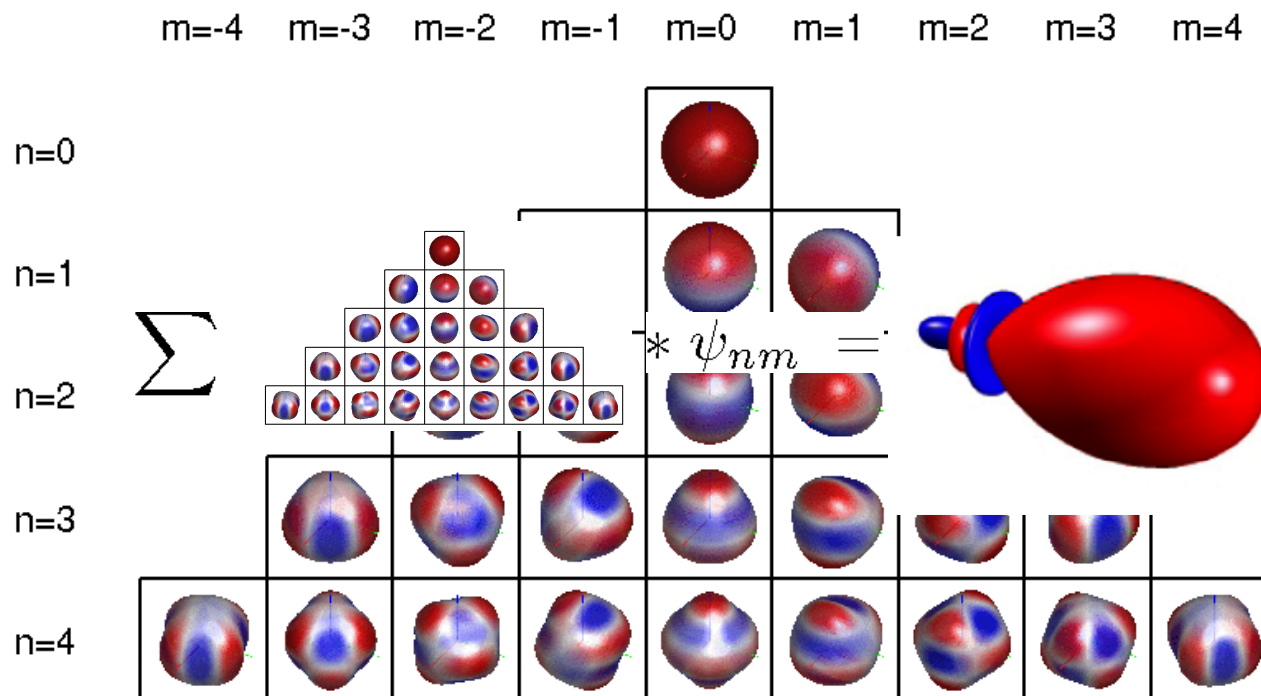 m=-4 m=-3 m=-2 m=-1 m=0 m=1 m=2 m=3 m=4
n=0
n=1
∑ * ψnm =
n=2
n=3
n=4